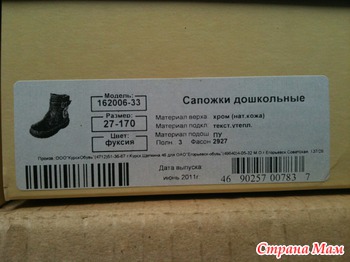 Модель:
162006-33
Размер:
27-170
Цвет:
фуксия
Сапожки дошкольные
Материал верха кром (нат.кожа)
Материал подкл. текст.утепл.
Материал подош ПУ
Полн. 3 Фасон 2927
Дата выпуска
июнь 2011г
46 90257 00783 7
Страна Мам